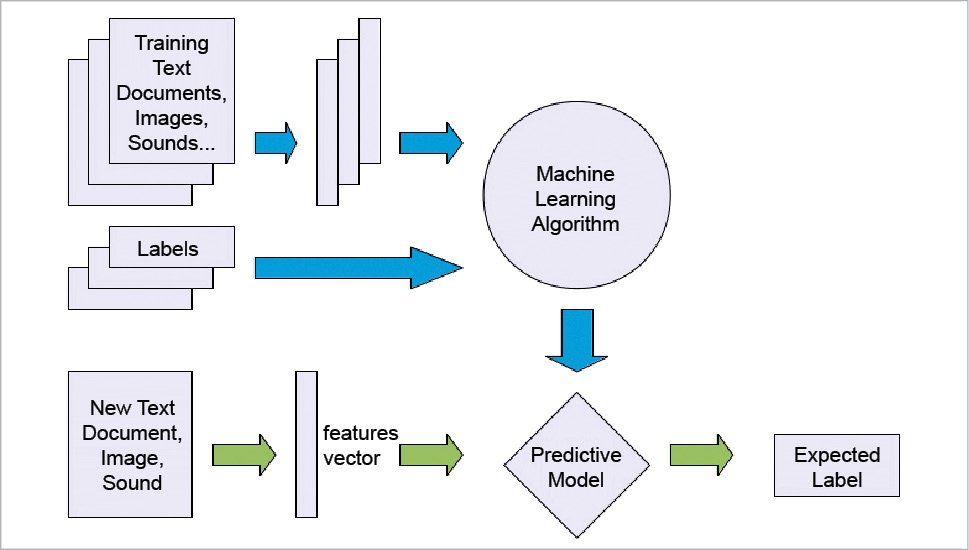 Training
Text
Documents,
Images,
Sounds...
Machine
Learning
Algorithm
Labels
New Text
Document,
Image,
Sound
features
vector
Predictive
Model
Expected
Label